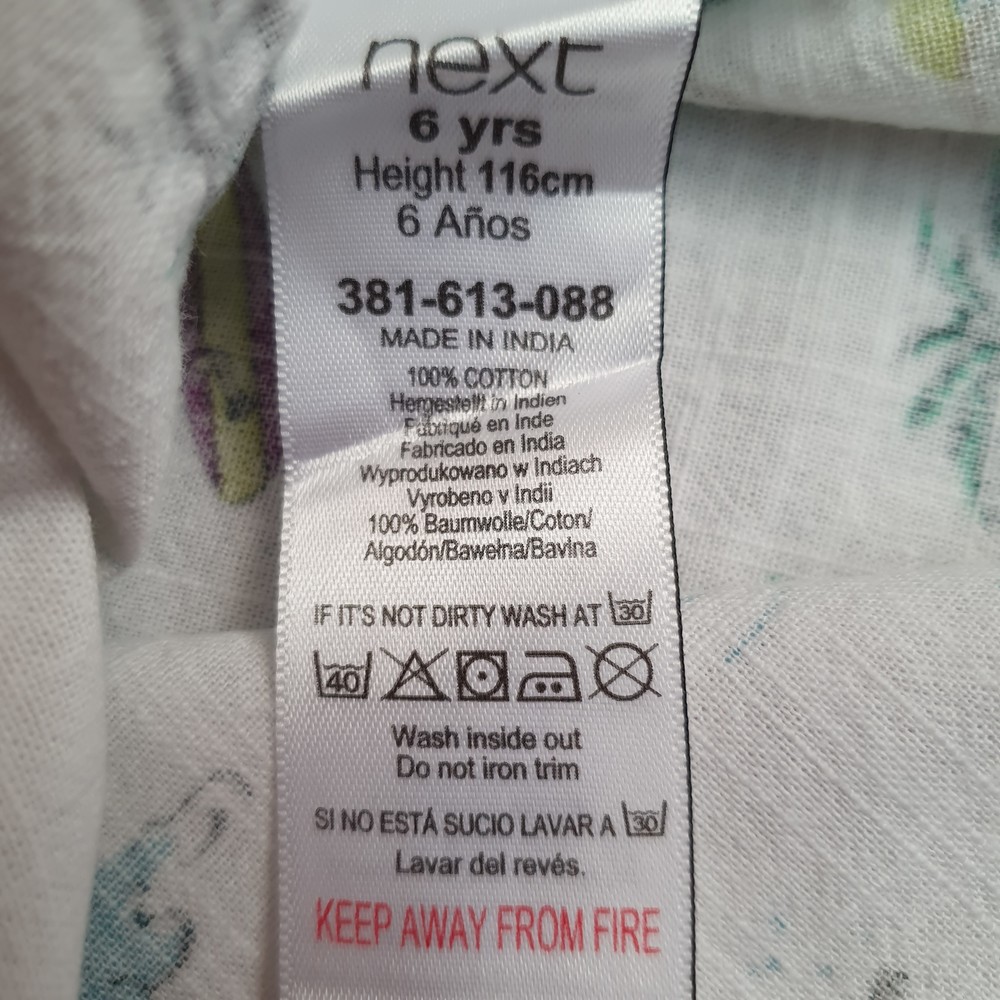 next
6 yrs
Height 116cm
6 Años
381-613-088
MADE IN INDIA
100% COTTON
Hergestellt in Indien
Fabriqué en Inde
Fabricado en India
Wyprodukowano w Indiach
Vyrobeno v Indii
100% Baumwolle/Coton/
Algodón/Bawełna/Bavlna
IF IT'S NOT DIRTY WASH AT 30
40
Wash inside out
Do not iron trim
SI NO ESTÁ SUCIO LAVAR A 30
Lavar del revés.
KEEP AWAY FROM FIRE